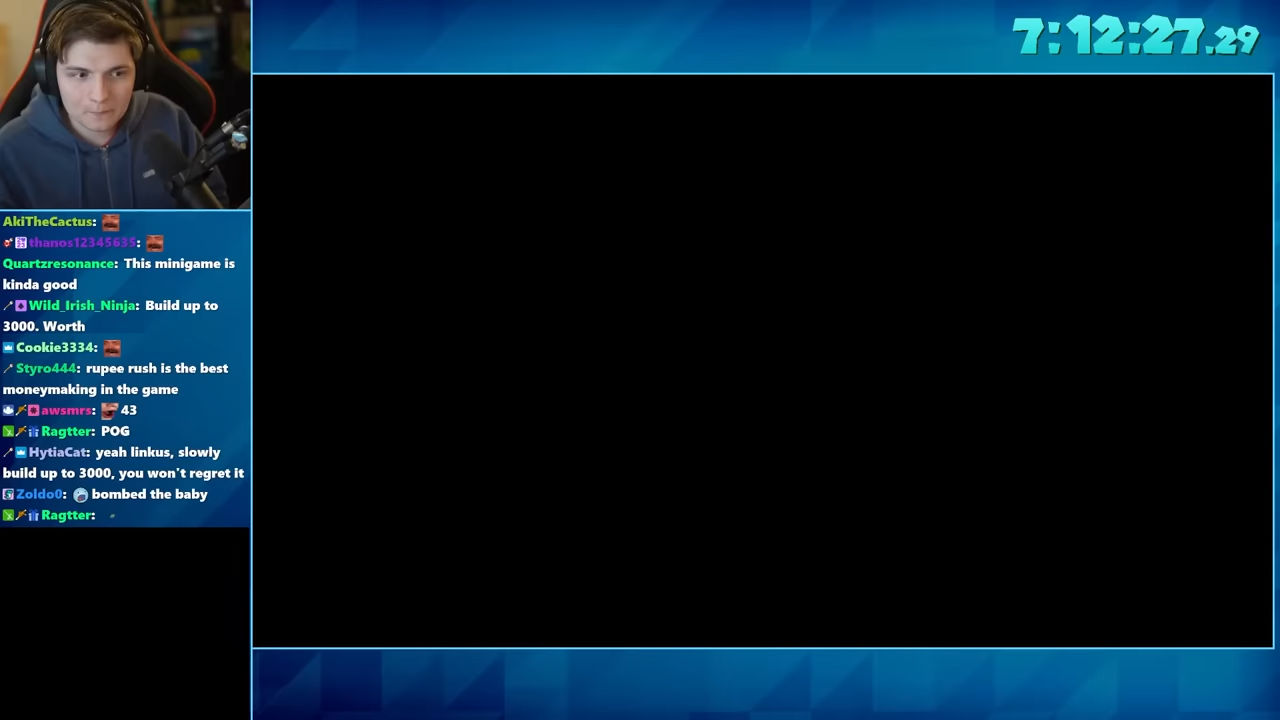 7:12:27.29
AkiTheCactus:
thanos12345635:
Quartzresonance: This minigame is
kinda good
Wild_Irish_Ninja: Build up to
3000. Worth
Cookie3334:
Styro444: rupee rush is the best
moneymaking in the game
awsmrs: 43
Ragtter: POG
HytiaCat: yeah linkus, slowly
build up to 3000, you won't regret it
Zoldo0: bombed the baby
Ragtter: